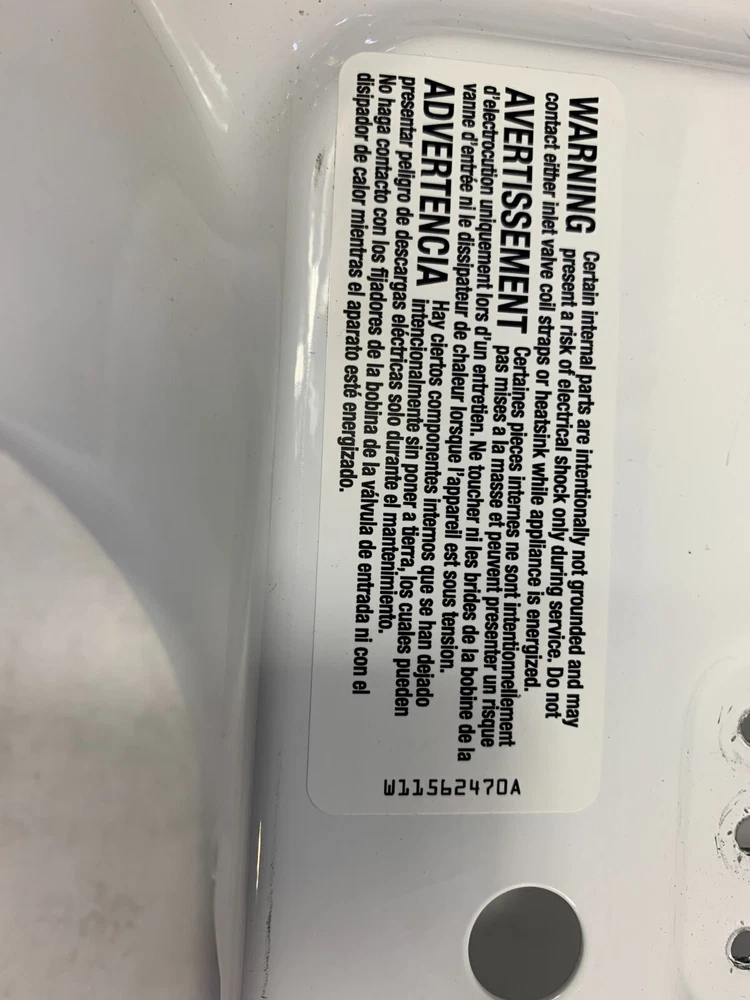 WARNING Certain internal parts are intentionally not grounded and may
present a risk of electrical shock only during service. Do not
contact either inlet valve coil straps or heatsink while appliance is energized.
AVERTISSEMENT Certaines pieces internes ne sont intentionnellement
pas mises a la masse et peuvent presenter un risque
d'electrocution uniquement lors d'un entretien. Ne toucher ni les brides de la bobine de la
vanne d'entrée ni le dissipateur de chaleur lorsque l'appareil est sous tension.
ADVERTENCIA Hay ciertos componentes internos que se han dejado
intencionalmente sin poner a tierra, los cuales pueden
presentar peligro de descargas eléctricas solo durante el mantenimiento.
No haga contacto con los fijadores de la bobina de la válvula de entrada ni con el
disipador de calor mientras el aparato esté energizado.
W11562470A